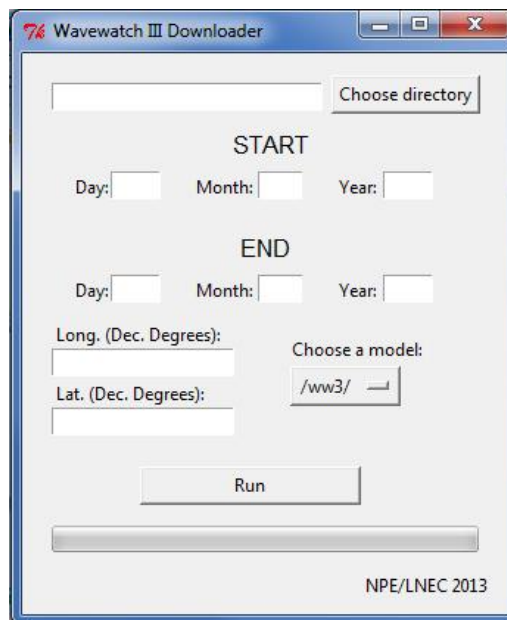 Wavewatch III Downloader
Choose directory
START
Day: Month: Year:
END
Day: Month: Year:
Long. (Dec. Degrees):
Choose a model:
/ww3/
Lat. (Dec. Degrees):
Run
NPE/LNEC 2013